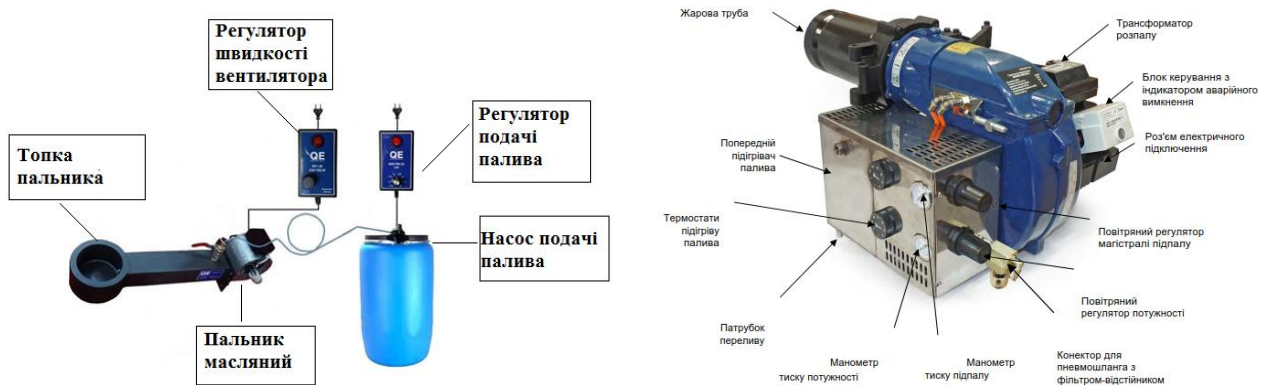 Регулятор
швидкості
вентилятора
Регулятор
подачі
палива
Топка
пальника
QE
QE
Насос подачі
палива
Пальник
масляний
QE
Жарова труба
Трансформатор
розпалу
Блок керування з
індикатором аварійного
вимкнення
Роз'єм електричного
підключення
Попередній
підігрівач
палива
Термостати
підігріву
палива
Повітряний регулятор
магістралі підпалу
Повітряний
регулятор потужності
Патрубок
переливу
Манометр
тиску потужності
Манометр
тиску підпалу
Конектор для
пневмошланга з
фільтром-відстійником